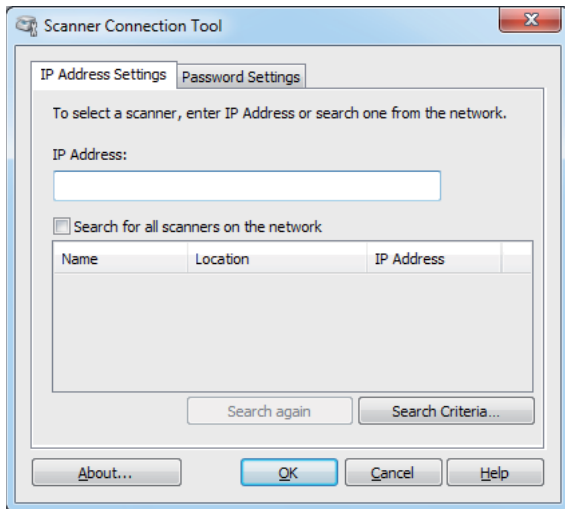 Scanner Connection Tool
IP Address Settings
Password Settings
To select a scanner, enter IP Address or search one from the network.
IP Address:
Search for all scanners on the network
Name Location IP Address
Search again Search Criteria...
About... OK Cancel Help